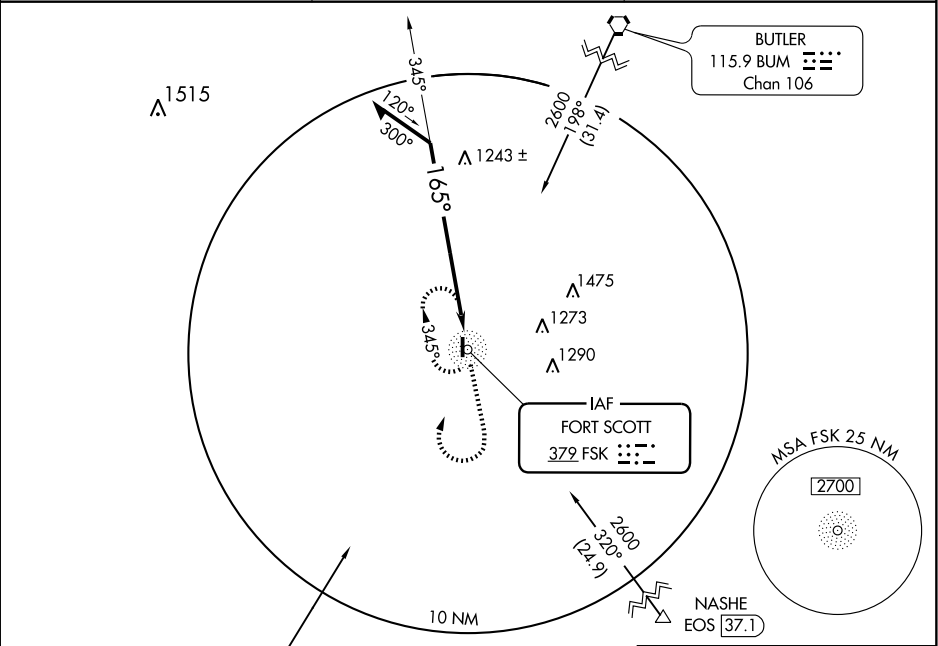 BUTLER
115.9 BUM
Chan 106
1515
345°
120°
300°
2600
198°
(31.4)
1243 ±
165°
1475
1273
345°
1290
IAF
FORT SCOTT
379 FSK
MSA FSK 25 NM
2700
2600
320°
(24.9)
NASHE
EOS 37.1
10 NM